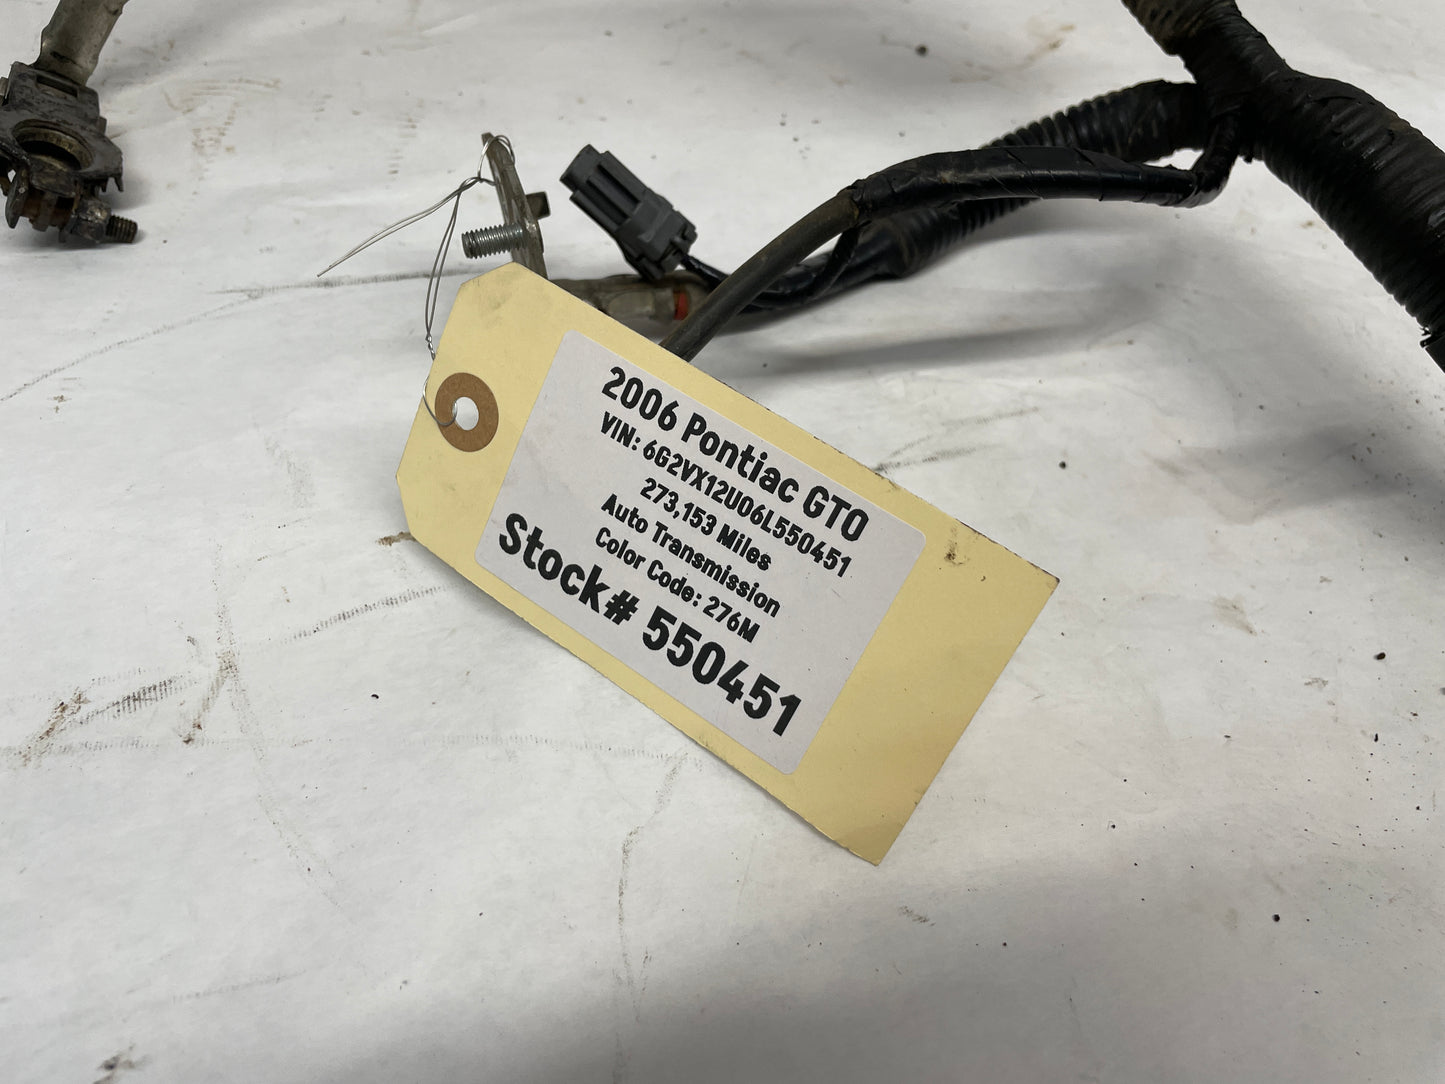 2006 Pontiac GTO
VIN: 6G2VX12U06L550451
273,153 Miles
Auto Transmission
Color Code: 276M
Stock# 550451